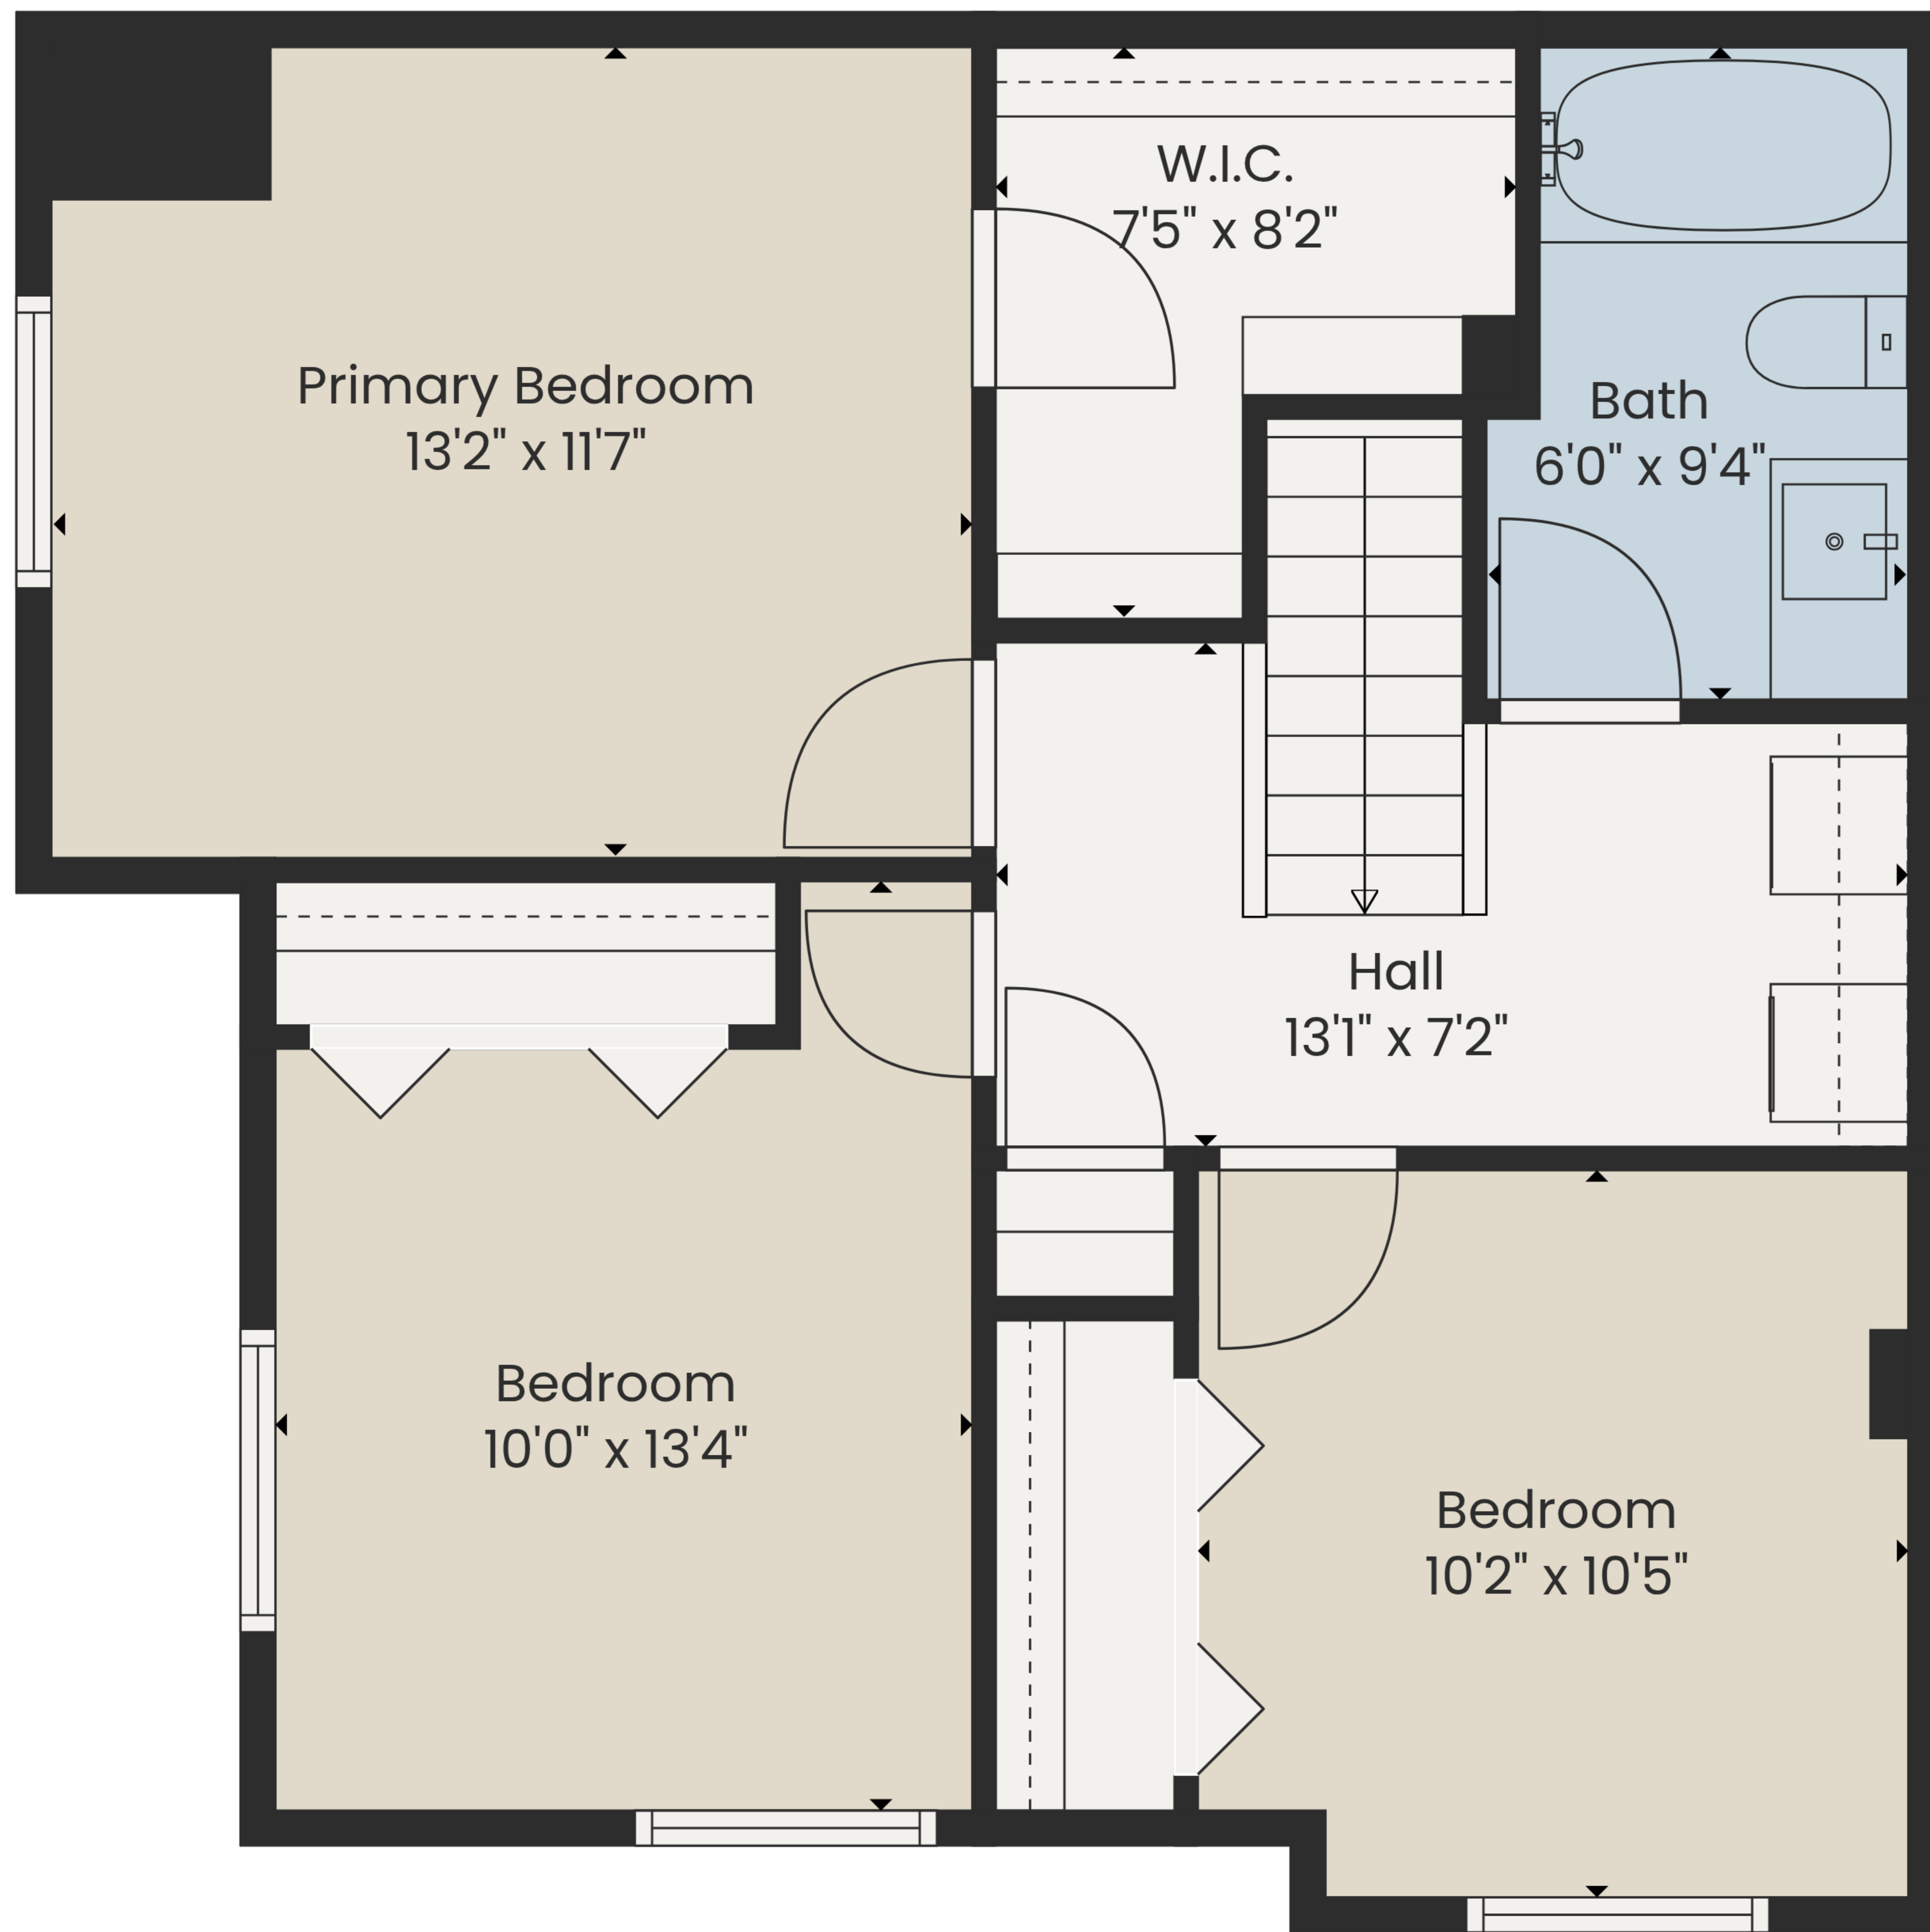 W.I.C.
7'5" x 8'2"
Primary Bedroom
13'2" x 11'7"
Bath
6'0" x 9'4"
Hall
13'1" x 7'2"
Bedroom
10'0" x 13'4"
Bedroom
10'2" x 10'5"